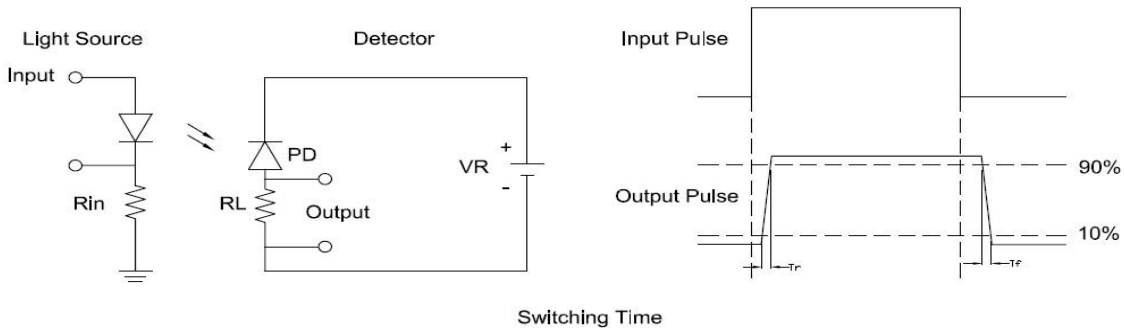 Light Source
Detector
Input Pulse
Input
PD
+
VR
-
Rin
RL
Output
90%
Output Pulse
10%
Tr
Tf
Switching Time